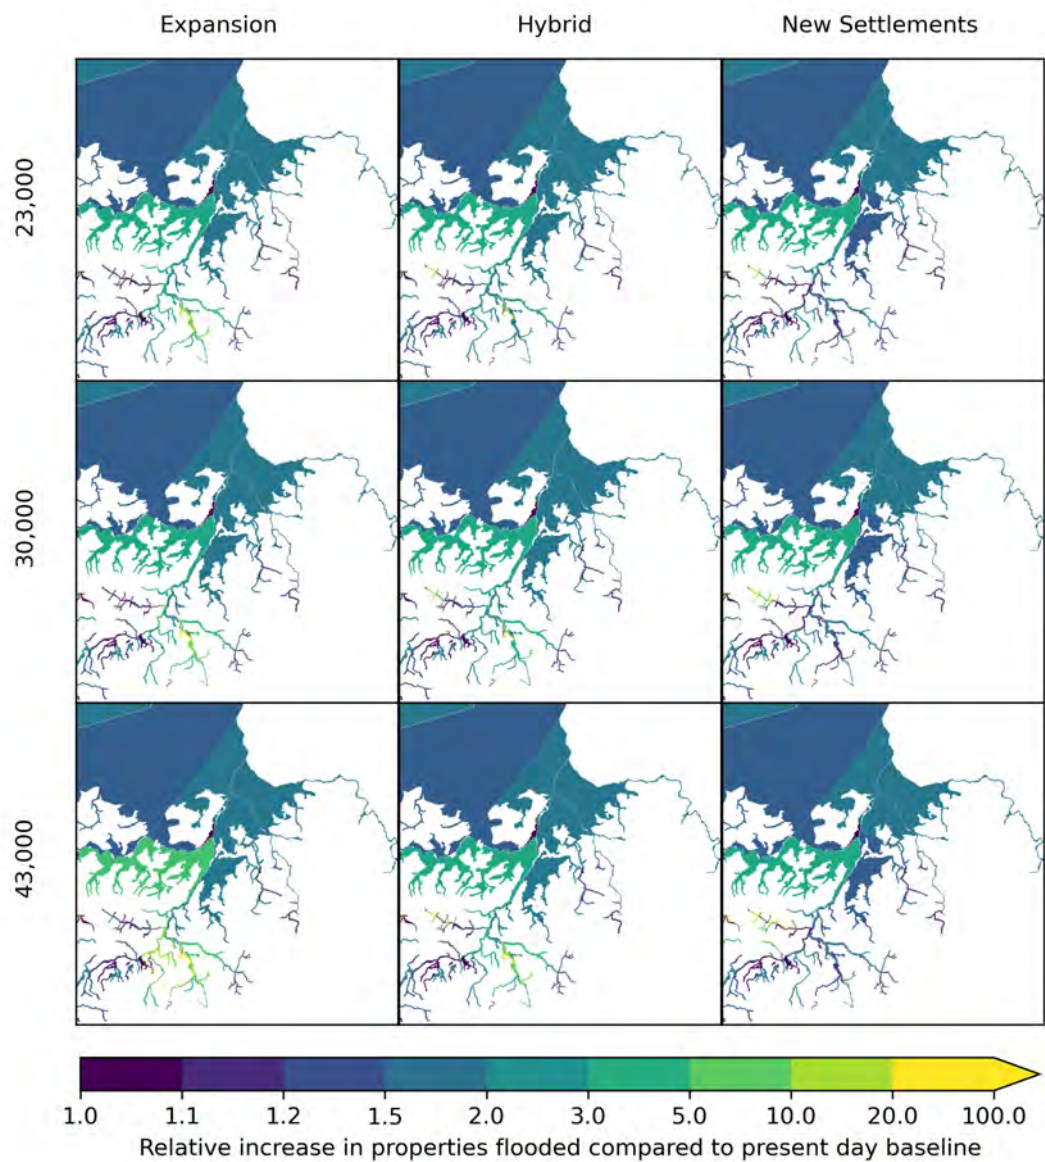 Expansion Hybrid New Settlements
23,000
30,000
43,000
1.0 1.1 1.2 1.5 2.0 3.0 5.0 10.0 20.0 100.0
Relative increase in properties flooded compared to present day baseline